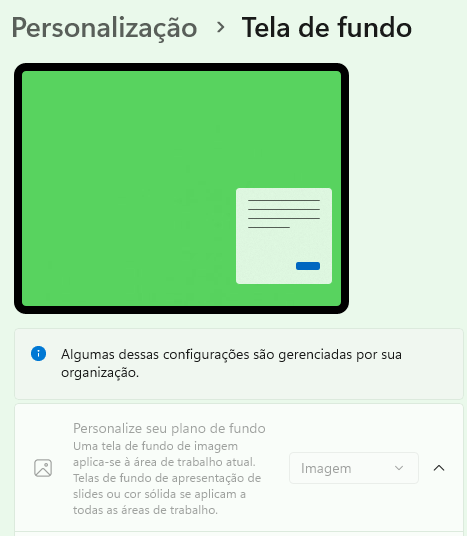 Personalização > Tela de fundo
Algumas dessas configurações são gerenciadas por sua
organização.
Personalize seu plano de fundo
Uma tela de fundo de imagem
aplica-se à área de trabalho atual.
Telas de fundo de apresentação de
slides ou cor sólida se aplicam a
todas as áreas de trabalho.
Imagem